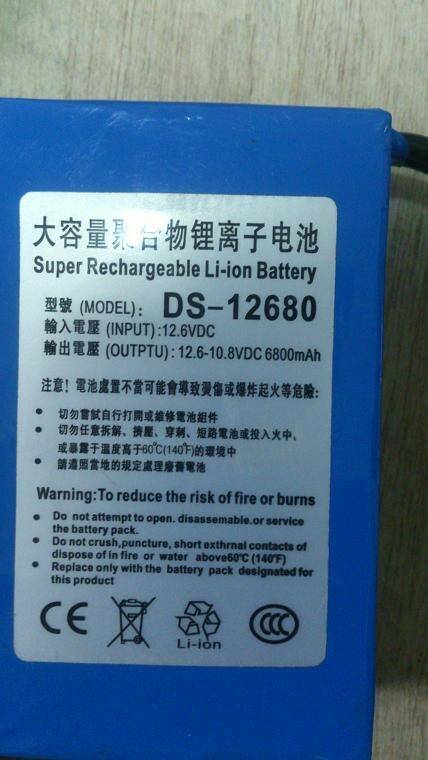 大容量聚合物锂离子电池
Super Rechargeable Li-ion Battery
型號 (MODEL): DS-12680
輸入電壓 (INPUT):12.6VDC
輸出電壓 (OUTPTU): 12.6-10.8VDC 6800mAh
注意! 電池處置不當可能會導致燙傷或爆炸起火等危險:
切勿嘗試自行打開或維修電池組件
切勿任意拆解、擠壓、穿刺、短路電池或投入火中、
或暴露于溫度高于60℃(140℉)的環境中
請遵照當地的規定處理廢舊電池
Warning:To reduce the risk of fire or burns
Do not attempt to open. disassemable.or service
the battery pack.
Do not crush,puncture, short exthrnal contacts of
dispose of in fire or water above60℃ (140℉)
Replace only with the battery pack designated for
this product
CE
Li-ion
CCC